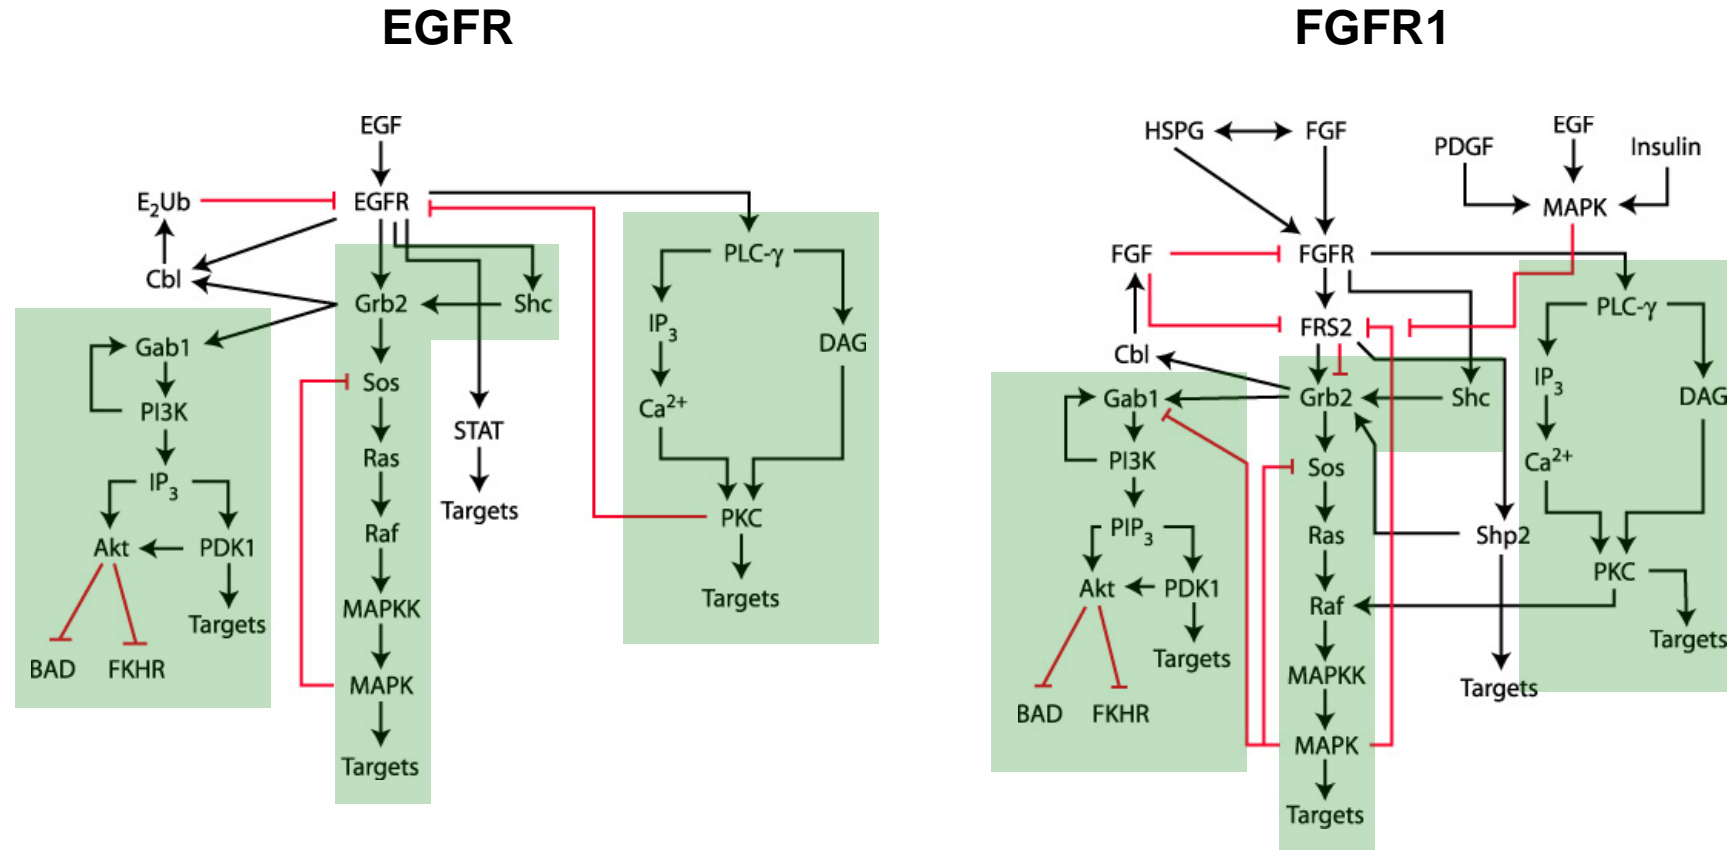 EGFR
EGF
E2Ub
EGFR
Cbl
PLC-γ
Grb2
Shc
IP3
DAG
Gab1
Sos
PI3K
Ca2+
STAT
Ras
IP3
Targets
PKC
Raf
Akt
PDK1
Targets
MAPKK
Targets
BAD
FKHR
MAPK
Targets
FGFR1
HSPG
FGF
PDGF
EGF
Insulin
MAPK
FGF
FGFR
PLC-γ
FRS2
Cbl
IP3
DAG
Gab1
Grb2
Shc
PI3K
Sos
Ca2+
PIP3
Ras
Shp2
PKC
Akt
PDK1
Raf
Targets
Targets
MAPKK
Targets
BAD
FKHR
MAPK
Targets